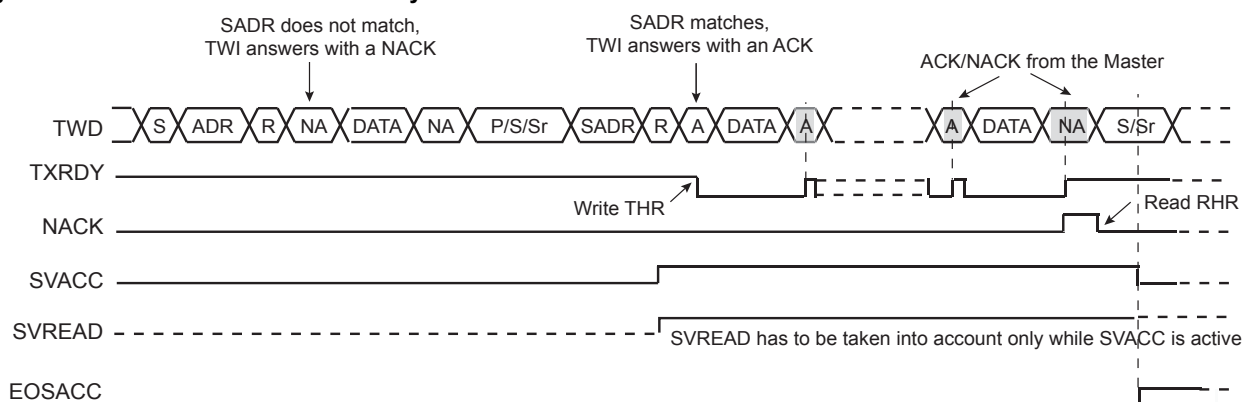 SADR does not match,
TWI answers with a NACK
SADR matches,
TWI answers with an ACK
ACK/NACK from the Master
TWD S ADR R NA DATA NA P/S/Sr SADR R A DATA A A DATA NA S/Sr
TXRDY
Write THR
Read RHR
NACK
SVACC
SVREAD
SVREAD has to be taken into account only while SVACC is active
EOSACC